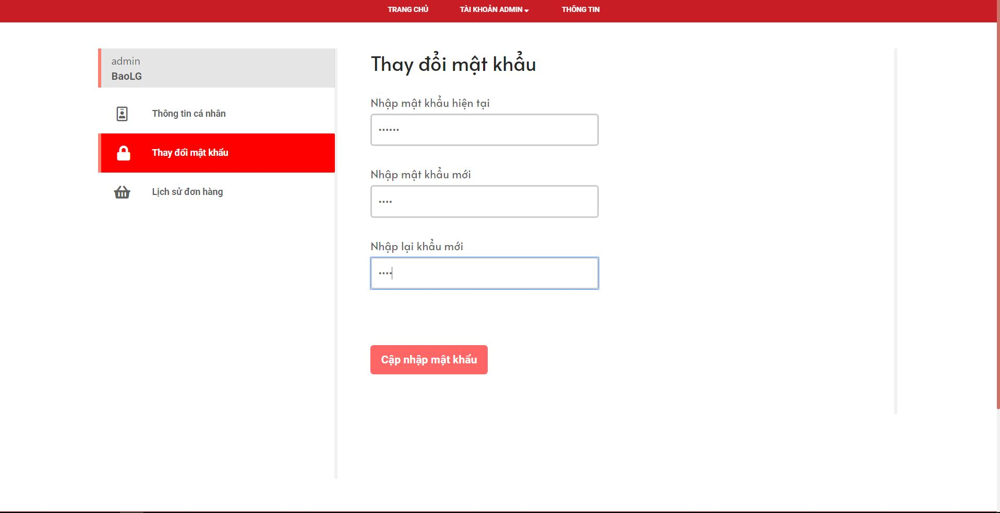 TRANG CHỦ TÀI KHOẢN ADMIN THÔNG TIN
admin
BaoLG
Thông tin cá nhân
Thay đổi mật khẩu
Lịch sử đơn hàng
Thay đổi mật khẩu
Nhập mật khẩu hiện tại
••••••
Nhập mật khẩu mới
••••
Nhập lại khẩu mới
••••
Cập nhập mật khẩu